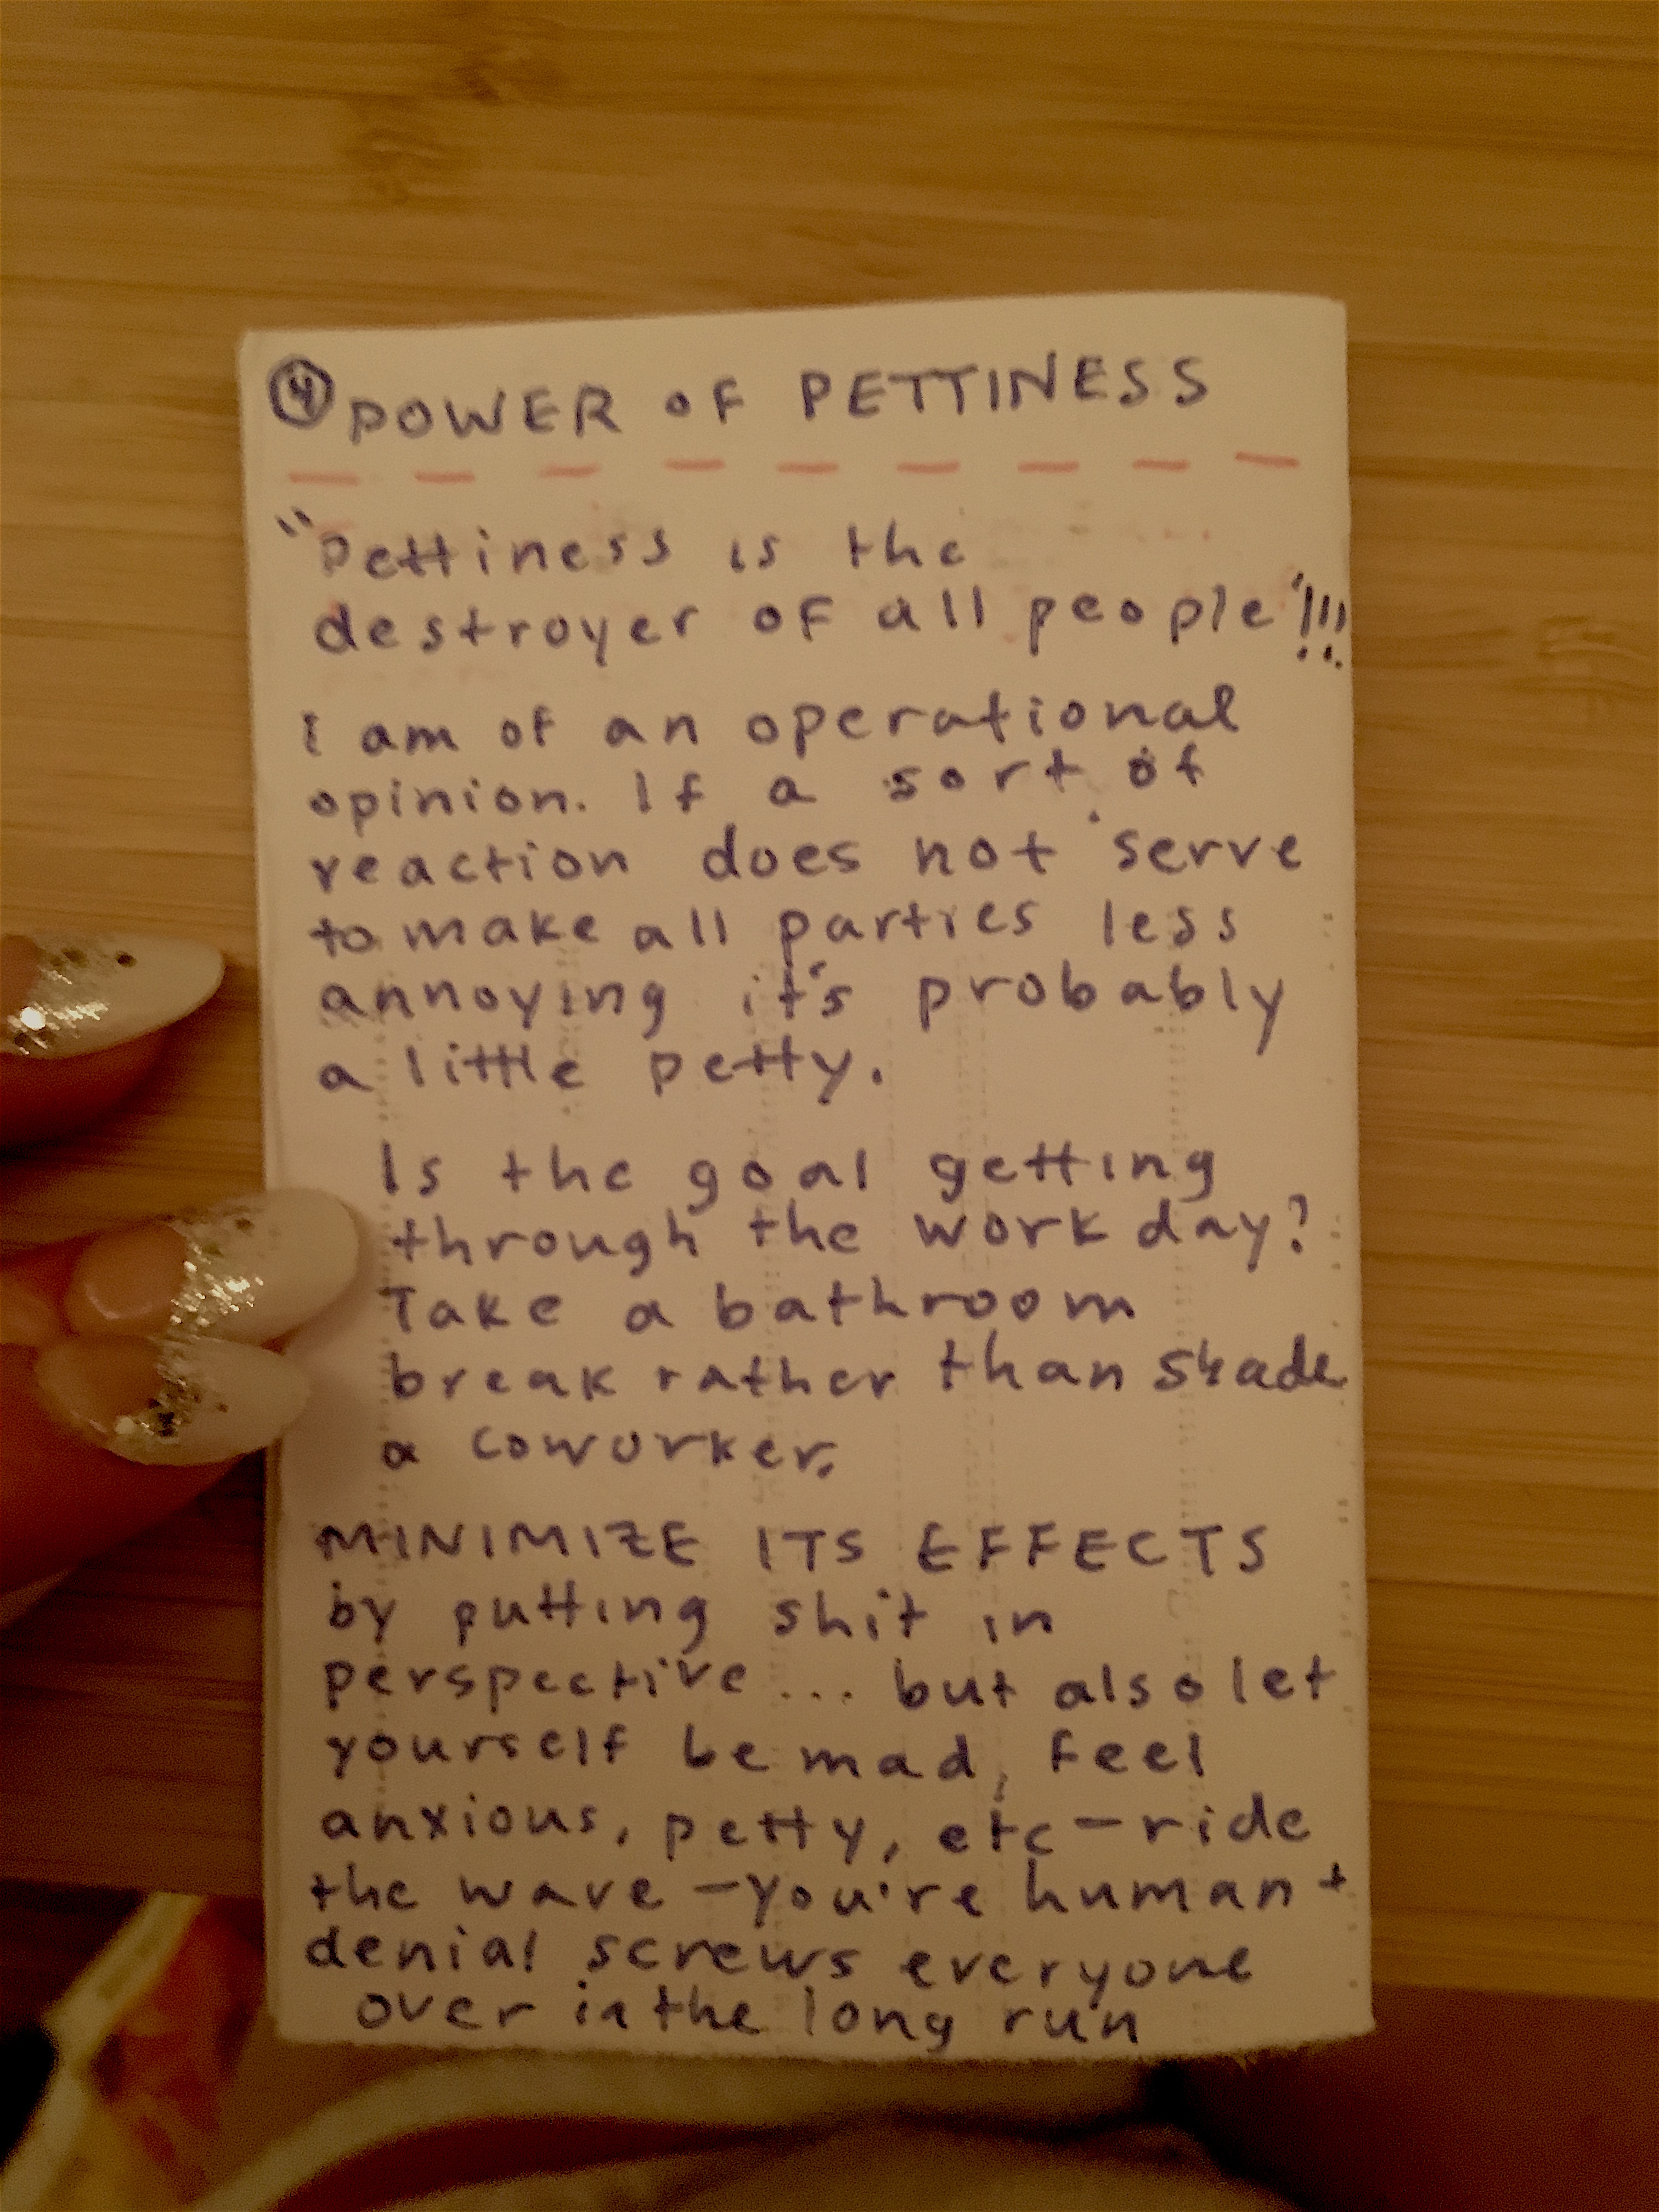 ④ POWER OF PETTINESS
"Pettiness is the
destroyer of all people"!!!
I am of an operational
opinion. If a sort of
reaction does not serve
to make all parties less
annoying it's probably
a little petty.
Is the goal getting
through the work day?
Take a bathroom
break rather than shade
a coworker.
MINIMIZE ITS EFFECTS
by putting shit in
perspective... but also let
yourself be mad, feel
anxious, petty, etc - ride
the wave - you're human +
denial screws everyone
over in the long run